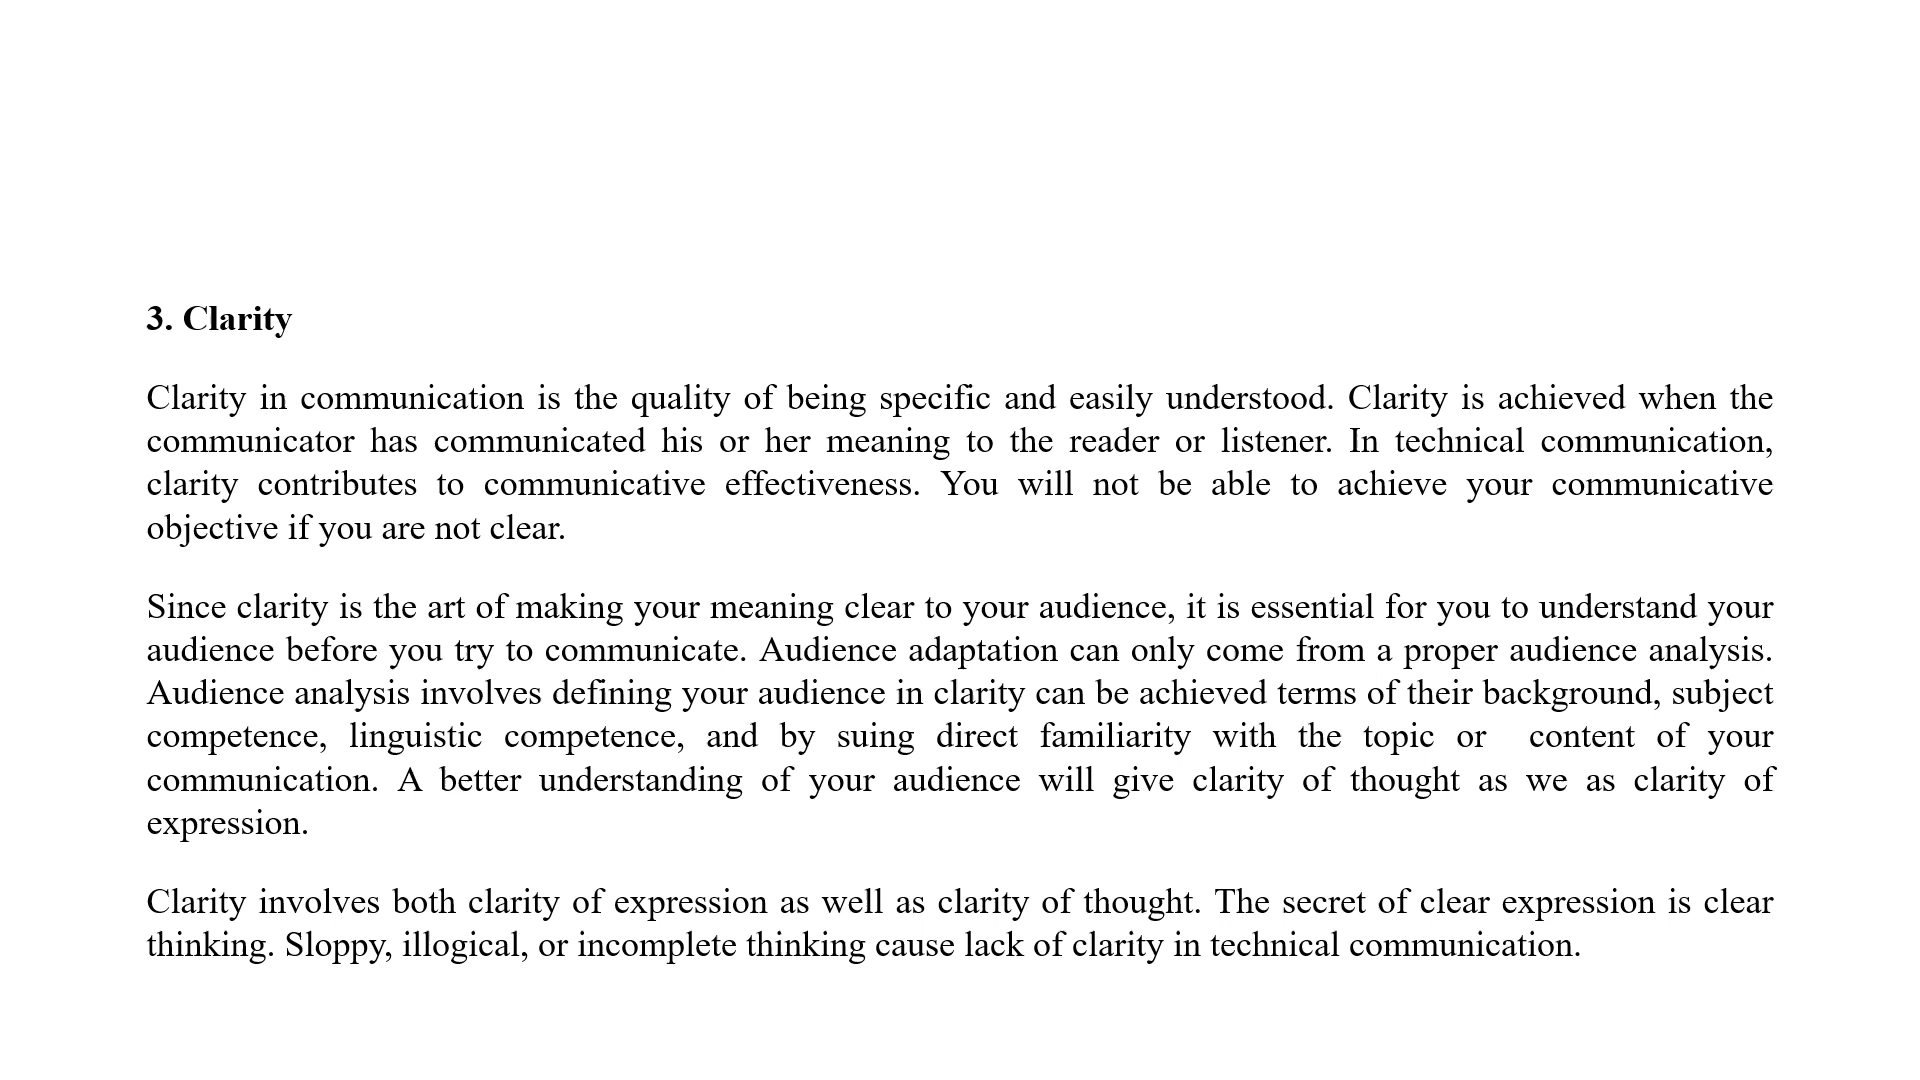 3. Clarity
Clarity in communication is the quality of being specific and easily understood. Clarity is achieved when the
communicator has communicated his or her meaning to the reader or listener. In technical communication,
clarity contributes to communicative effectiveness. You will not be able to achieve your communicative
objective if you are not clear.
Since clarity is the art of making your meaning clear to your audience, it is essential for you to understand your
audience before you try to communicate. Audience adaptation can only come from a proper audience analysis.
Audience analysis involves defining your audience in clarity can be achieved terms of their background, subject
competence, linguistic competence, and by suing direct familiarity with the topic or content of your
communication. A better understanding of your audience will give clarity of thought as we as clarity of
expression.
Clarity involves both clarity of expression as well as clarity of thought. The secret of clear expression is clear
thinking. Sloppy, illogical, or incomplete thinking cause lack of clarity in technical communication.